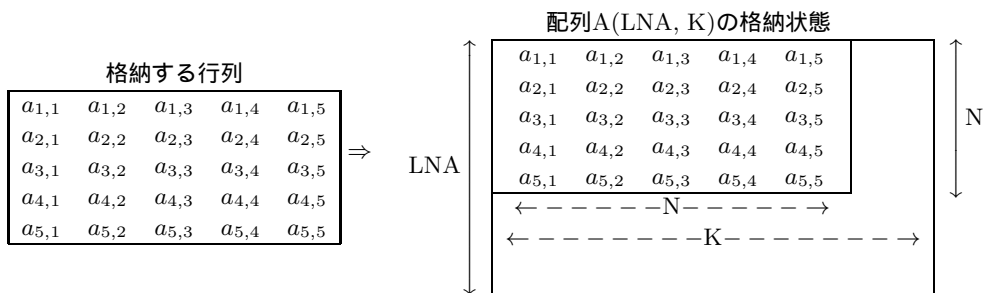 配列A(LNA, K)の格納状態
格納する行列
a1,1 a1,2 a1,3 a1,4 a1,5
a2,1 a2,2 a2,3 a2,4 a2,5
a3,1 a3,2 a3,3 a3,4 a3,5
a4,1 a4,2 a4,3 a4,4 a4,5
a5,1 a5,2 a5,3 a5,4 a5,5
⇒
LNA
a1,1 a1,2 a1,3 a1,4 a1,5
a2,1 a2,2 a2,3 a2,4 a2,5
a3,1 a3,2 a3,3 a3,4 a3,5
a4,1 a4,2 a4,3 a4,4 a4,5
a5,1 a5,2 a5,3 a5,4 a5,5
N
N
K